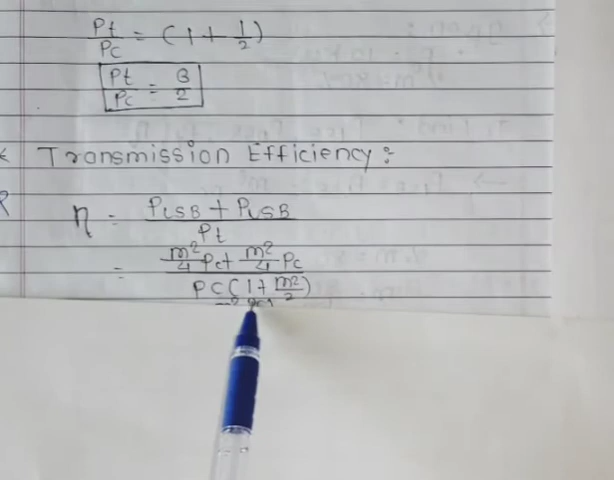 Pt/Pc = (1 + 1/2)
Pt/Pc = 3/2
* Transmission Efficiency :
η = PLSB + PUSB / Pt
= m²/4 Pc + m²/4 Pc / Pc (1 + m²/2)